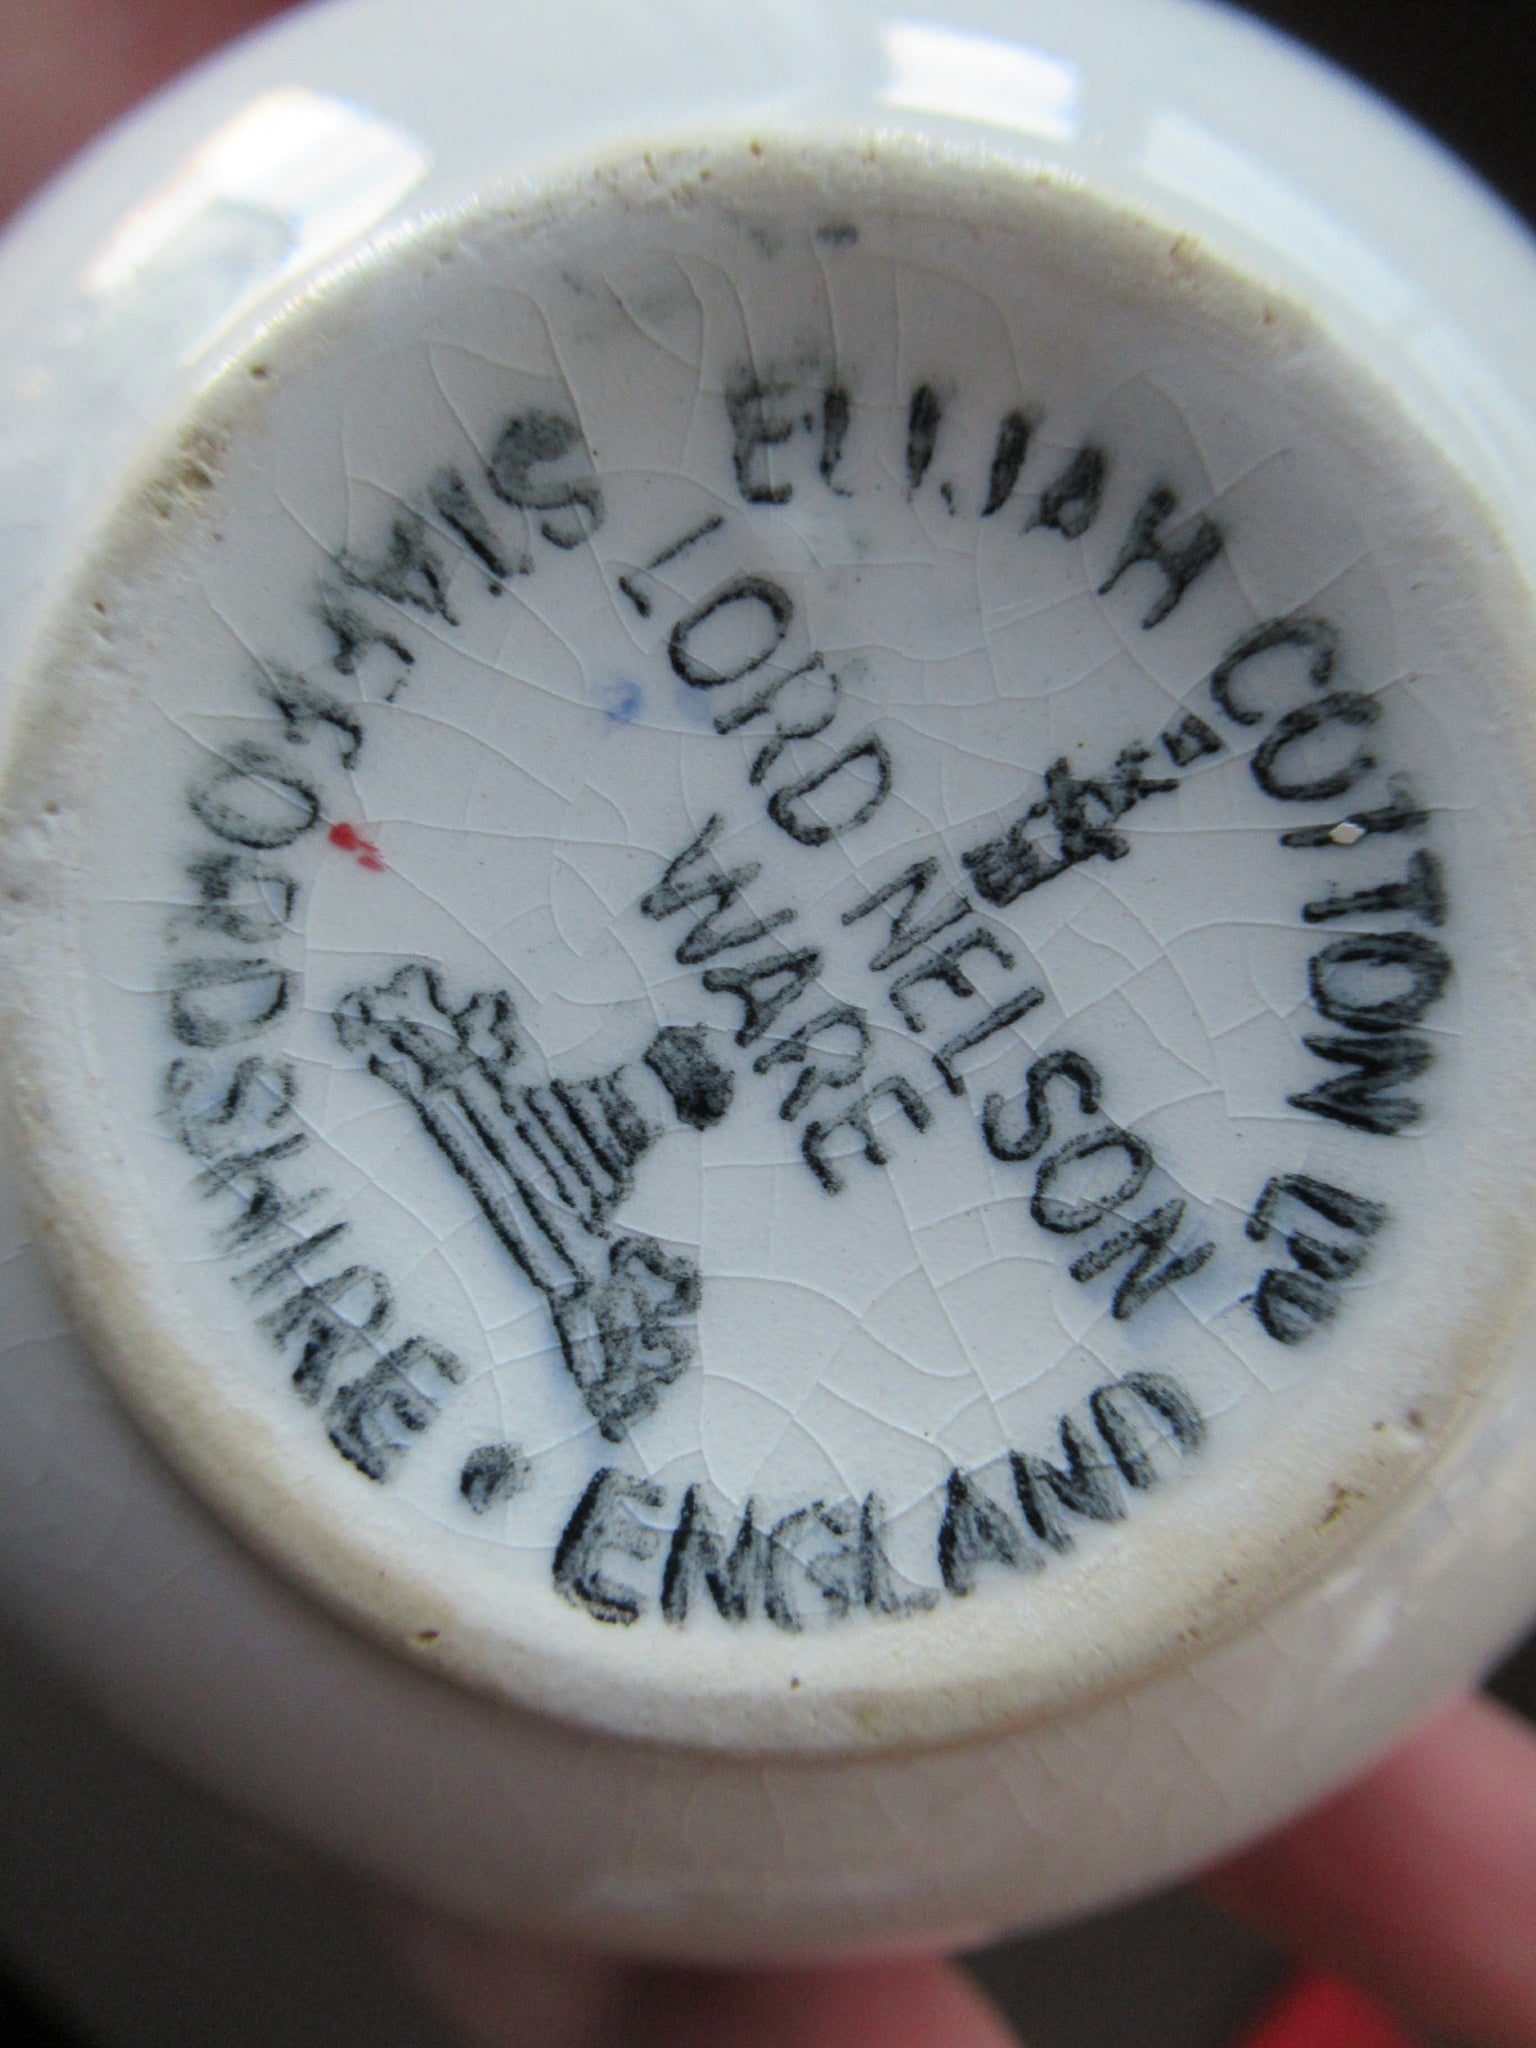 ELIJAH COTTON LTD
STAFFORDSHIRE • ENGLAND
LORD NELSON
WARE